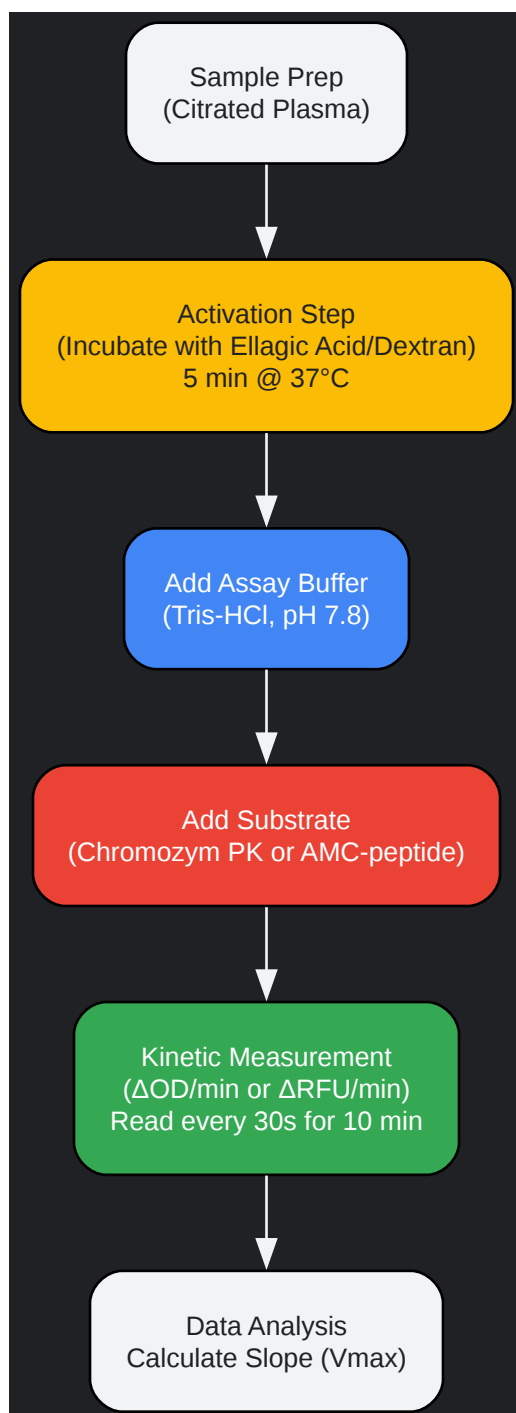 Sample Prep
(Citrated Plasma)
Activation Step
(Incubate with Ellagic Acid/Dextran)
5 min @ 37°C
Add Assay Buffer
(Tris-HCl, pH 7.8)
Add Substrate
(Chromozym PK or AMC-peptide)
Kinetic Measurement
(ΔOD/min or ΔRFU/min)
Read every 30s for 10 min
Data Analysis
Calculate Slope (Vmax)